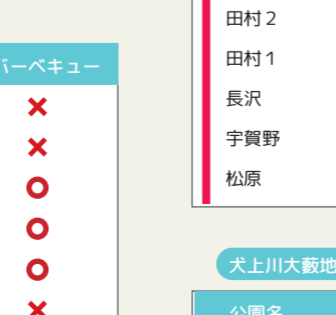 バーベキュー
×
×
○
○
○
×
田村2
田村1
長沢
宇賀野
松原
犬上川大藪地
公園名